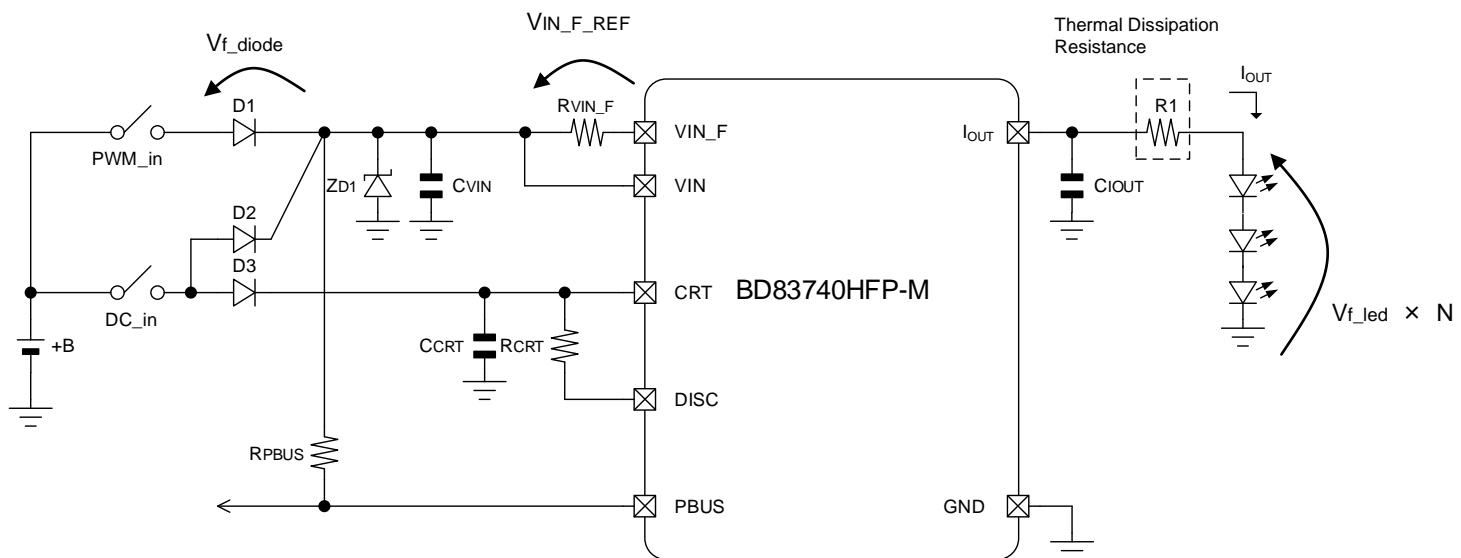 Vf_diode
VIN_F_REF
Thermal Dissipation
Resistance
IOUT
D1
RVIN_F
R1
PWM_in
VIN_F
IOUT
ZD1
CVIN
VIN
CIOUT
D2
D3
CRT
BD83740HFP-M
DC_in
Vf_led × N
+B
CCRT
RCRT
DISC
RPBUS
PBUS
GND